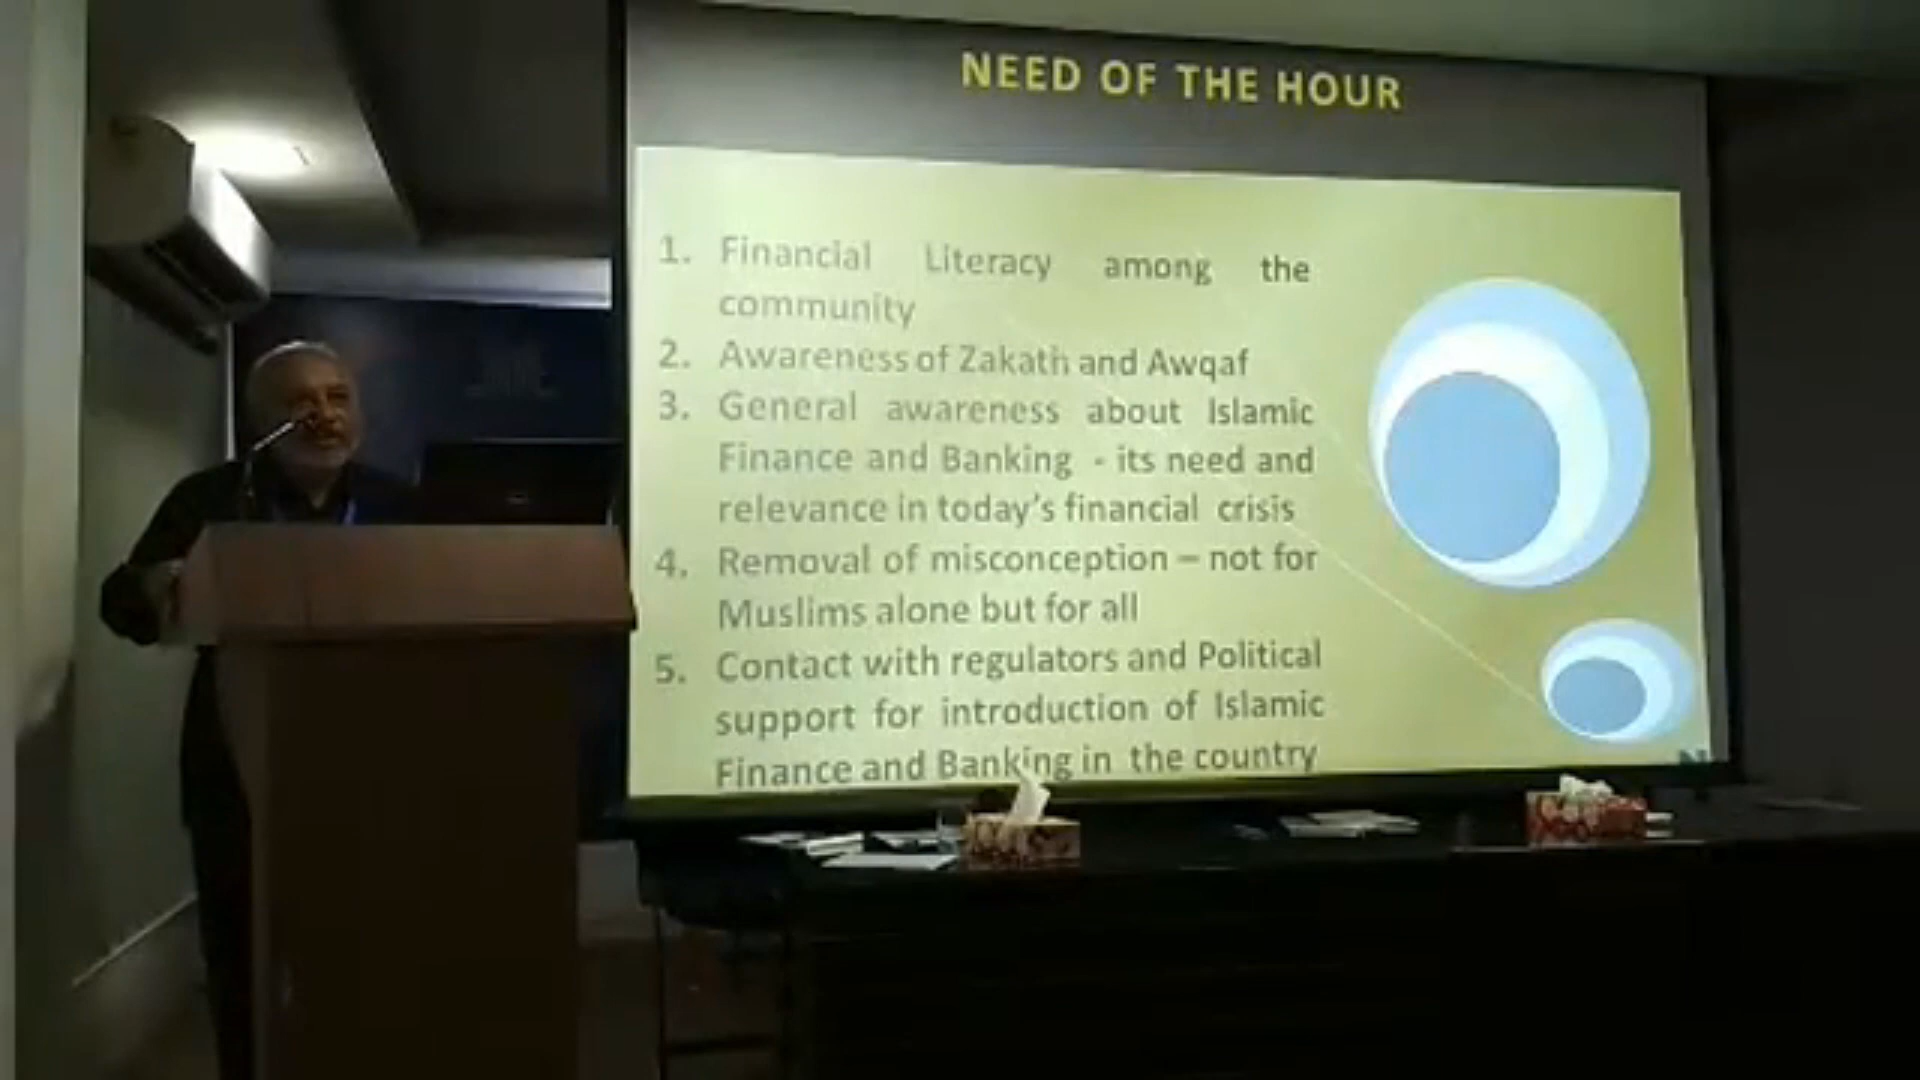 NEED OF THE HOUR
1. Financial Literacy among the
community
2. Awareness of Zakath and Awqaf
3. General awareness about Islamic
Finance and Banking - its need and
relevance in today's financial crisis
4. Removal of misconception – not for
Muslims alone but for all
5. Contact with regulators and Political
support for introduction of Islamic
Finance and Banking in the country